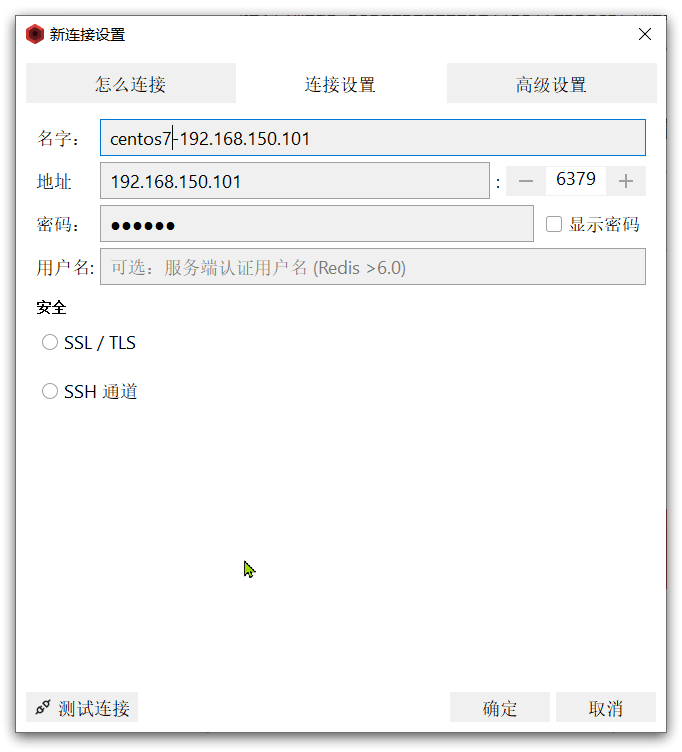 新连接设置
怎么连接 连接设置 高级设置
名字： centos7-192.168.150.101
地址 192.168.150.101 : 6379
密码： ●●●●●● 显示密码
用户名: 可选：服务端认证用户名 (Redis >6.0)
安全
SSL / TLS
SSH 通道
测试连接 确定 取消